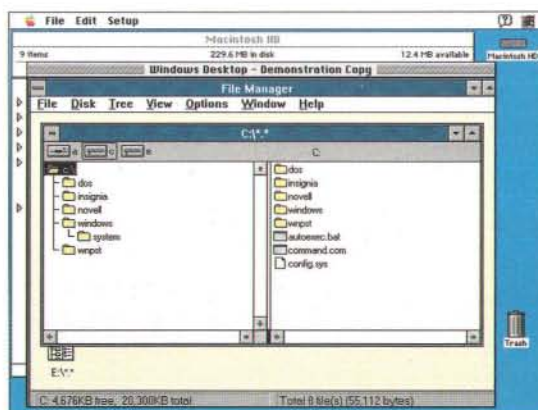 File Edit Setup
Macintosh HD
9 items 229.6 MB in disk 12.4 MB available
Macintosh HD
Windows Desktop - Demonstration Copy
File Manager
File Disk Tree View Options Window Help
C:\*.*
a c e C:
c:\
dos
insignia
novell
windows
system
wnpst
dos
insignia
novell
windows
wnpst
autoexec.bat
command.com
config.sys
E:\*.*
Trash
C: 4,676KB free, 20,300KB total Total 8 file(s) (55,112 bytes)